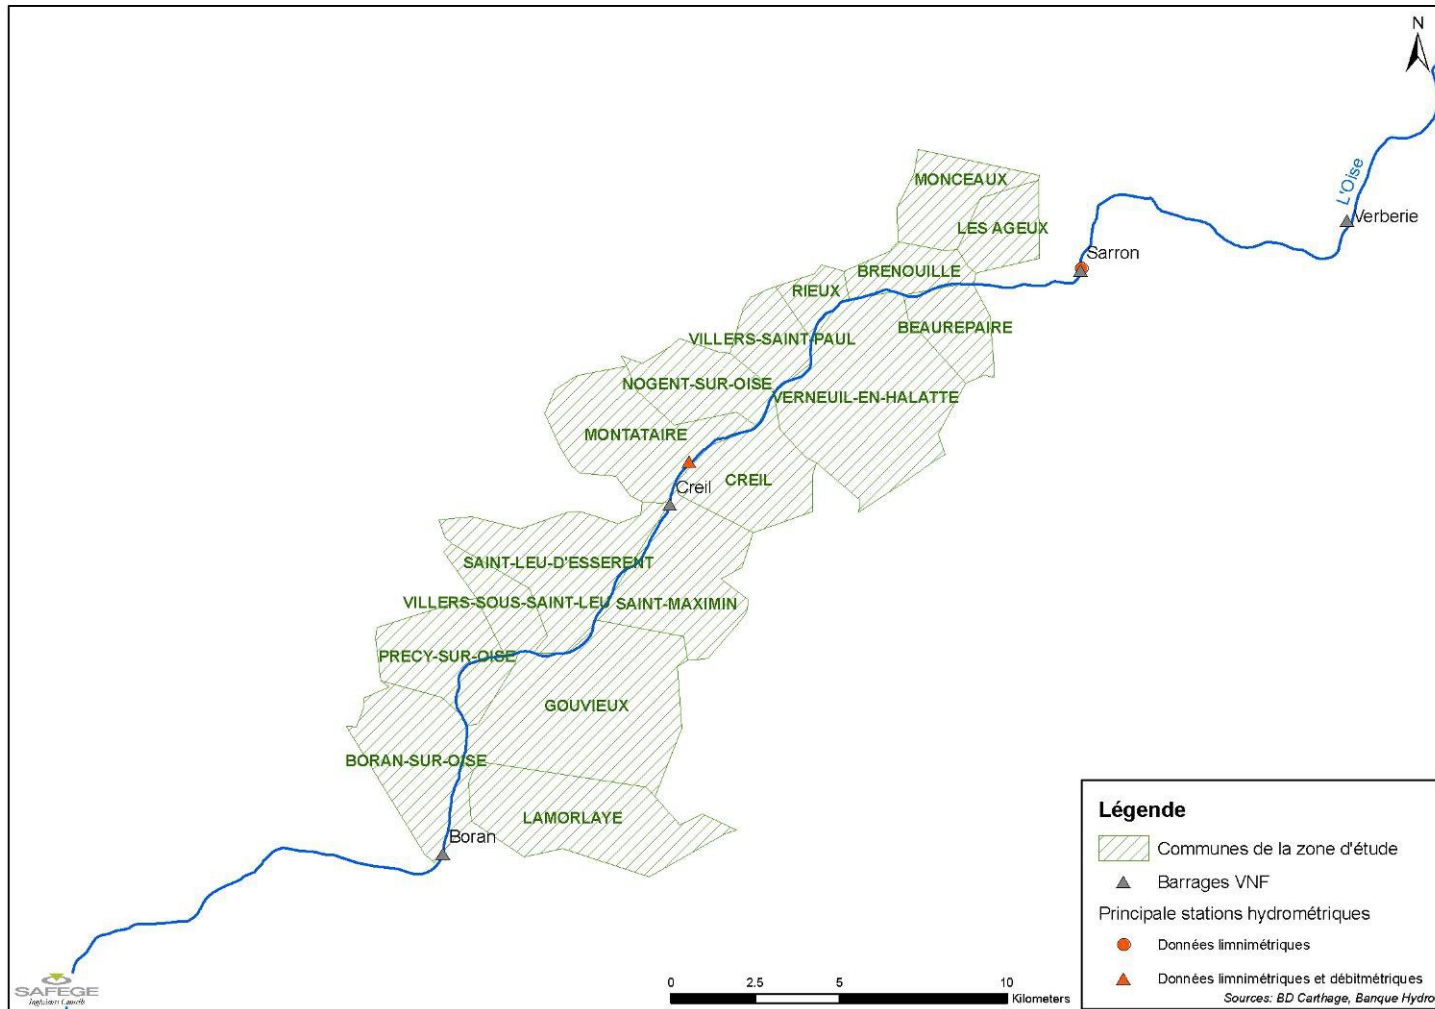 N
MONCEAUX
L'Oise
LES AGEUX
Verberie
Sarron
BRENOUILLE
RIEUX
BEAUREPAIRE
VILLERS-SAINT-PAUL
NOGENT-SUR-OISE
VERNEUIL-EN-HALATTE
MONTATAIRE
CREIL
Creil
SAINT-LEU-D'ESSERENT
VILLERS-SOUS-SAINT-LEU
SAINT-MAXIMIN
PRECY-SUR-OISE
GOUVIEUX
BORAN-SUR-OISE
LAMORLAYE
Boran
Légende
Communes de la zone d'étude
Barrages VNF
Principale stations hydrométriques
Données limnimétriques
Données limnimétriques et débitmétriques
Sources: BD Carthage, Banque Hydro
0 2.5 5 10
Kilometers
SAFEGE
Ingénieurs Conseils